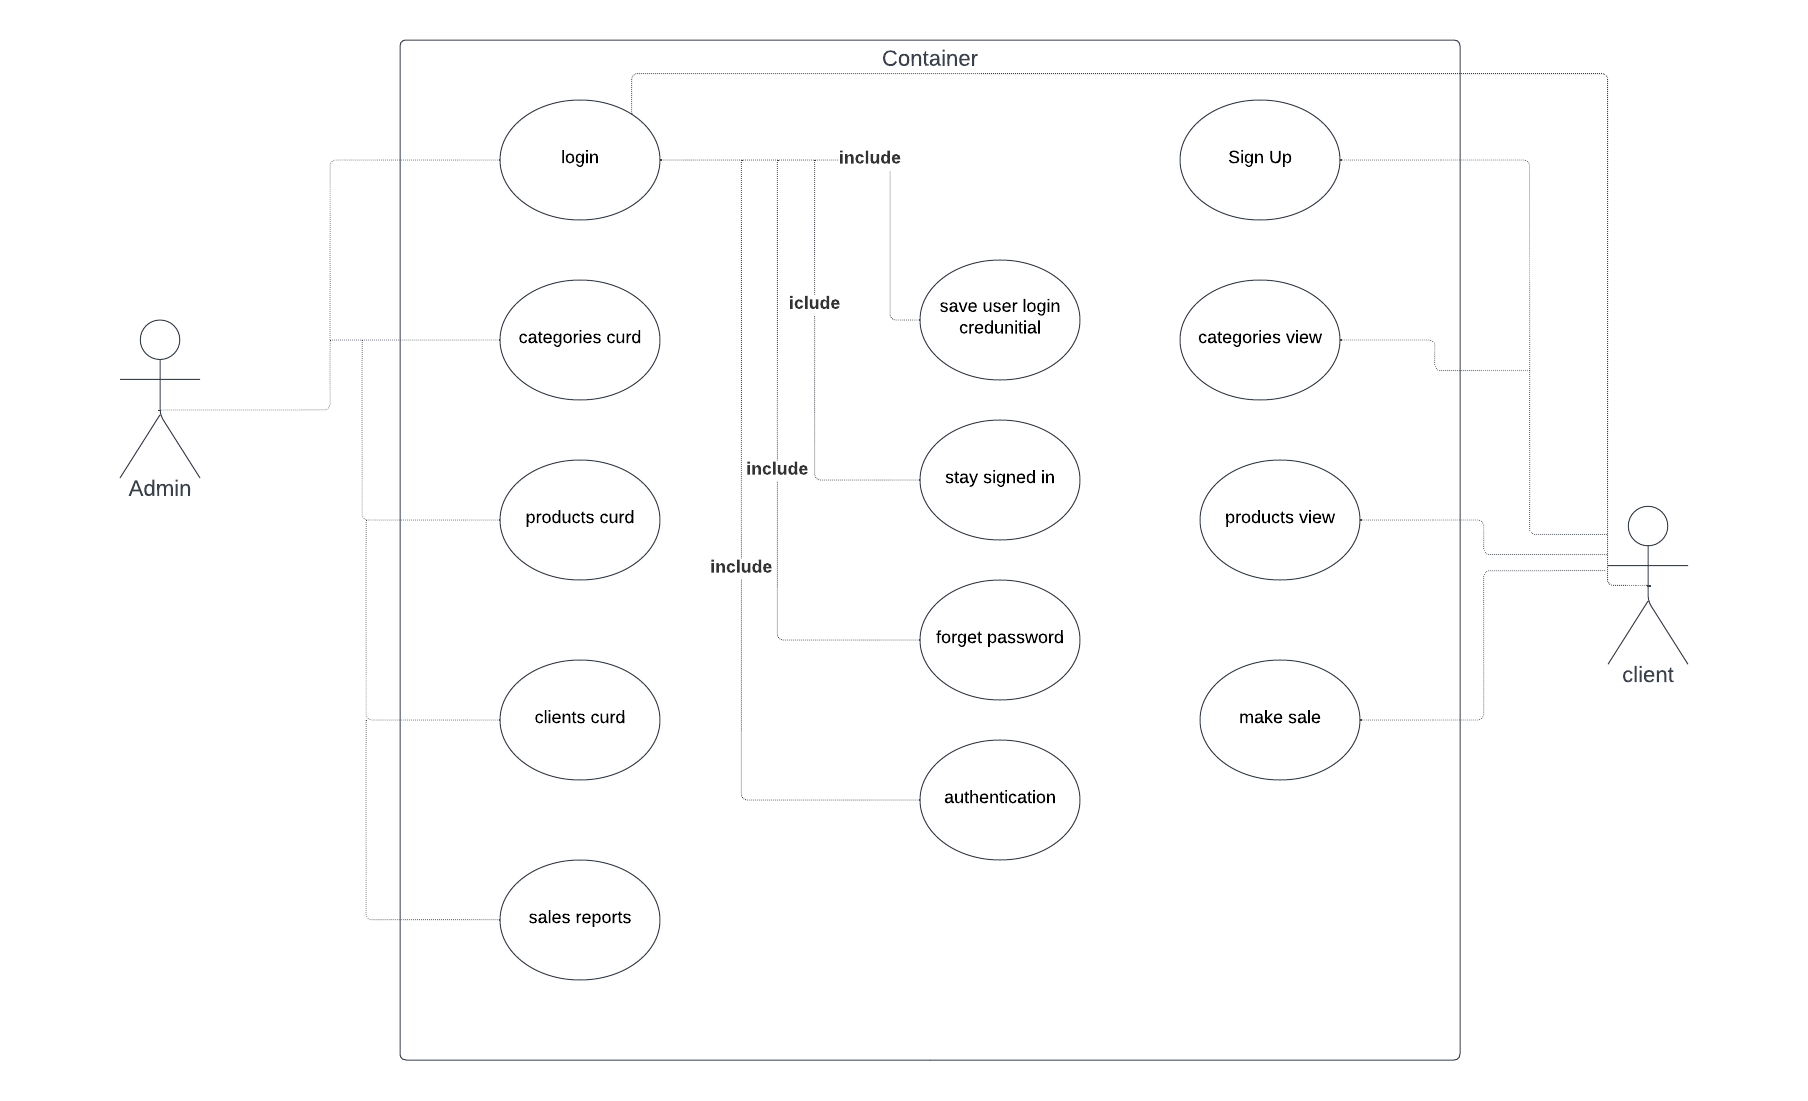 Container
login
include
Sign Up
iclude
save user login
credunitial
categories curd
categories view
include
stay signed in
Admin
products curd
products view
include
forget password
client
clients curd
make sale
authentication
sales reports